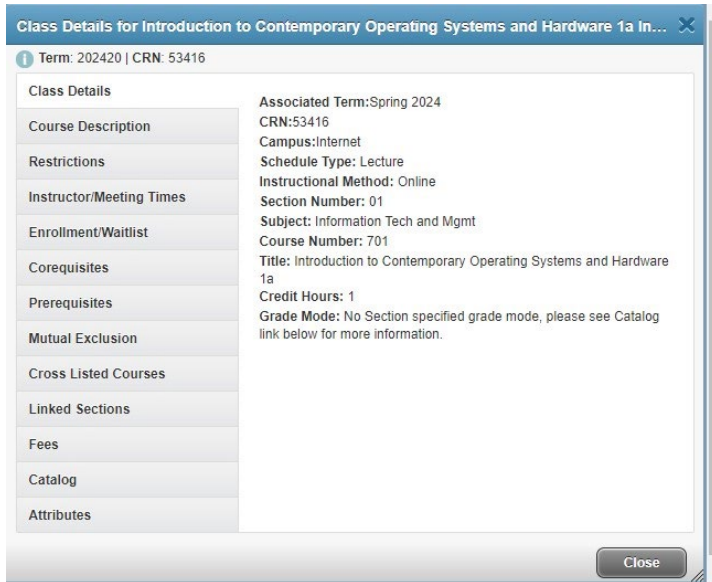 Class Details for Introduction to Contemporary Operating Systems and Hardware 1a In...
Term: 202420 | CRN: 53416
Class Details
Course Description
Restrictions
Instructor/Meeting Times
Enrollment/Waitlist
Corequisites
Prerequisites
Mutual Exclusion
Cross Listed Courses
Linked Sections
Fees
Catalog
Attributes
Associated Term:Spring 2024
CRN:53416
Campus:Internet
Schedule Type: Lecture
Instructional Method: Online
Section Number: 01
Subject: Information Tech and Mgmt
Course Number: 701
Title: Introduction to Contemporary Operating Systems and Hardware
1a
Credit Hours: 1
Grade Mode: No Section specified grade mode, please see Catalog
link below for more information.
Close